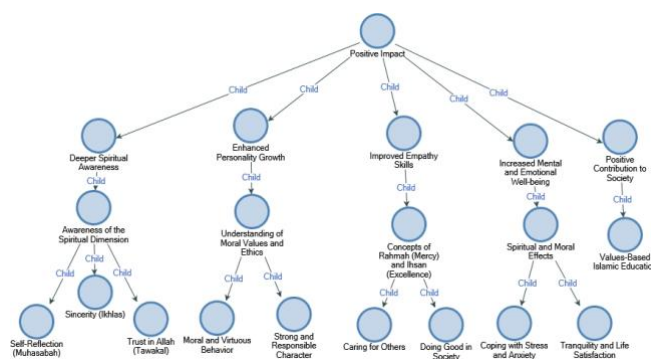 Positive Impact
Child
Child
Child
Child
Child
Deeper Spiritual
Awareness
Enhanced
Personality Growth
Improved Empathy
Skills
Increased Mental
and Emotional
Well-being
Positive
Contribution to
Society
Child
Child
Child
Child
Child
Awareness of the
Spiritual Dimension
Understanding of
Moral Values and
Ethics
Concepts of
Rahmah (Mercy)
and Ihsan
(Excellence)
Spiritual and Moral
Effects
Values-Based
Islamic Education
Child
Child
Child
Child
Child
Child
Child
Child
Child
Self-Reflection
(Muhasabah)
Sincerity (Ikhlas)
Trust in Allah
(Tawakal)
Moral and Virtuous
Behavior
Strong and
Responsible
Character
Caring for Others
Doing Good in
Society
Coping with Stress
and Anxiety
Tranquility and Life
Satisfaction